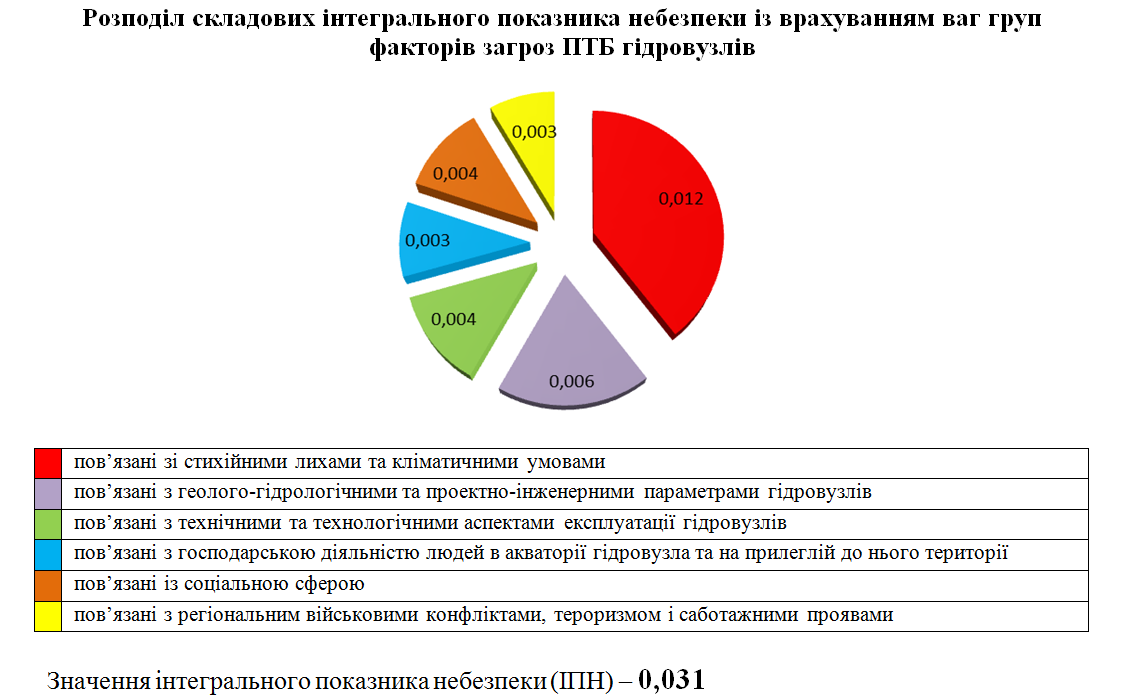 Розподіл складових інтегрального показника небезпеки із врахуванням ваг груп
факторів загроз ПТБ гідровузлів
0,003
0,004
0,012
0,003
0,004
0,006
пов’язані зі стихійними лихами та кліматичними умовами
пов’язані з геолого-гідрологічними та проектно-інженерними параметрами гідровузлів
пов’язані з технічними та технологічними аспектами експлуатації гідровузлів
пов’язані з господарською діяльністю людей в акваторії гідровузла та на прилеглій до нього території
пов’язані із соціальною сферою
пов’язані з регіональним військовими конфліктами, тероризмом і саботажними проявами
Значення інтегрального показника небезпеки (ІПН) – 0,031